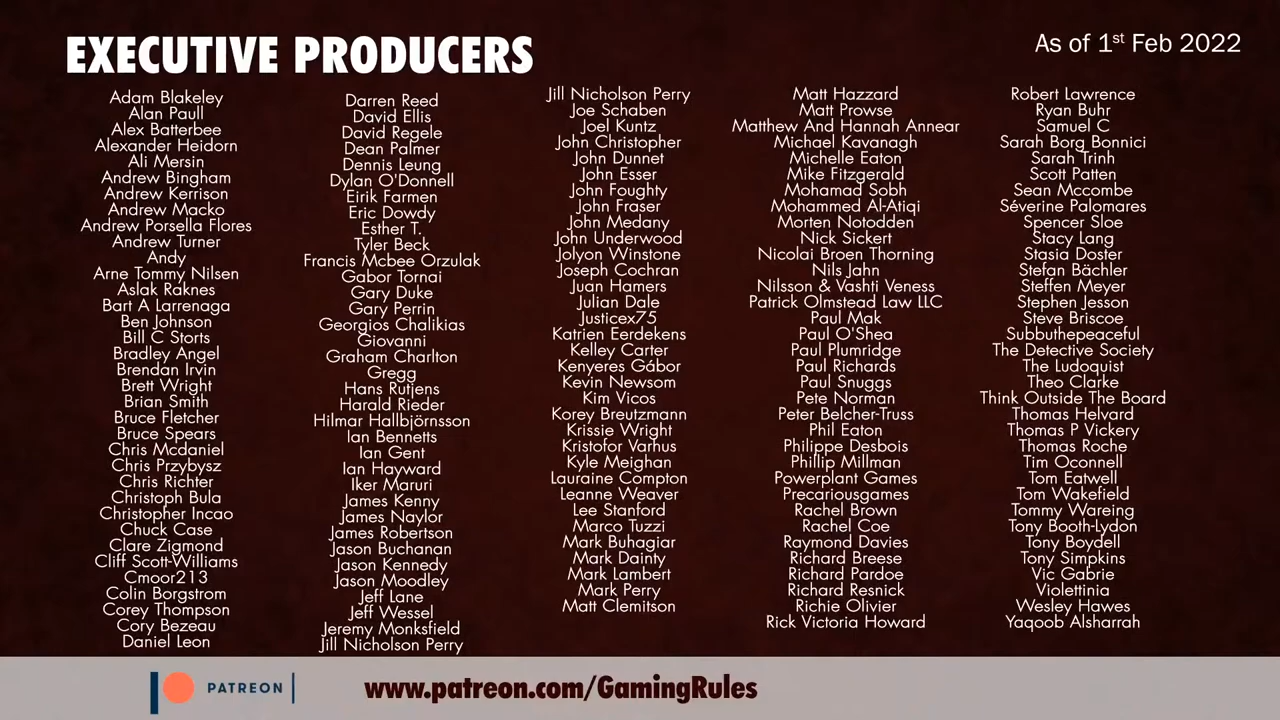 EXECUTIVE PRODUCERS
As of 1st Feb 2022
Adam Blakeley
Alan Paull
Alex Batterbee
Alexander Heidorn
Ali Mersin
Andrew Bingham
Andrew Kerrison
Andrew Macko
Andrew Porsella Flores
Andrew Turner
Andy
Arne Tommy Nilsen
Aslak Raknes
Bart A Larrenaga
Ben Johnson
Bill C Storts
Bradley Angel
Brendan Irvin
Brett Wright
Brian Smith
Bruce Fletcher
Bruce Spears
Chris Mcdaniel
Chris Przybysz
Chris Richter
Christoph Bula
Christopher Incao
Chuck Case
Clare Zigmond
Cliff Scott-Williams
Cmoor213
Colin Borgstrom
Corey Thompson
Cory Bezeau
Daniel Leon
Darren Reed
David Ellis
David Regele
Dean Palmer
Dennis Leung
Dylan O'Donnell
Eirik Farmen
Eric Dowdy
Esther T.
Tyler Beck
Francis Mcbee Orzulak
Gabor Tornai
Gary Duke
Gary Perrin
Georgios Chalikias
Giovanni
Graham Charlton
Gregg
Hans Rutjens
Harald Rieder
Hilmar Hallbjörnsson
Ian Bennetts
Ian Gent
Ian Hayward
Iker Maruri
James Kenny
James Naylor
James Robertson
Jason Buchanan
Jason Kennedy
Jason Moodley
Jeff Lane
Jeff Wessel
Jeremy Monksfield
Jill Nicholson Perry
Jill Nicholson Perry
Joe Schaben
Joel Kuntz
John Christopher
John Dunnet
John Esser
John Foughty
John Fraser
John Medany
John Underwood
Jolyon Winstone
Joseph Cochran
Juan Hamers
Julian Dale
Justicex75
Katrien Eerdekens
Kelley Carter
Kenyeres Gábor
Kevin Newsom
Kim Vicos
Korey Breutzmann
Krissie Wright
Kristofor Varhus
Kyle Meighan
Lauraine Compton
Leanne Weaver
Lee Stanford
Marco Tuzzi
Mark Buhagiar
Mark Dainty
Mark Lambert
Mark Perry
Matt Clemitson
Matt Hazzard
Matt Prowse
Matthew And Hannah Annear
Michael Kavanagh
Michelle Eaton
Mike Fitzgerald
Mohamad Sobh
Mohammed Al-Atiqi
Morten Notodden
Nick Sickert
Nicolai Broen Thorning
Nils Jahn
Nilsson & Vashti Veness
Patrick Olmstead Law LLC
Paul Mak
Paul O'Shea
Paul Plumridge
Paul Richards
Paul Snuggs
Pete Norman
Peter Belcher-Truss
Phil Eaton
Philippe Desbois
Phillip Millman
Powerplant Games
Precariousgames
Rachel Brown
Rachel Coe
Raymond Davies
Richard Breese
Richard Pardoe
Richard Resnick
Richie Olivier
Rick Victoria Howard
Robert Lawrence
Ryan Buhr
Samuel C
Sarah Borg Bonnici
Sarah Trinh
Scott Patten
Sean Mccombe
Séverine Palomares
Spencer Sloe
Stacy Lang
Stasia Doster
Stefan Bächler
Steffen Meyer
Stephen Jesson
Steve Briscoe
Subbuthepeaceful
The Detective Society
The Ludoquist
Theo Clarke
Think Outside The Board
Thomas Helvard
Thomas P Vickery
Thomas Roche
Tim Oconnell
Tom Eatwell
Tom Wakefield
Tommy Wareing
Tony Booth-Lydon
Tony Boydell
Tony Simpkins
Vic Gabrie
Violettinia
Wesley Hawes
Yaqoob Alsharrah
PATREON
www.patreon.com/GamingRules